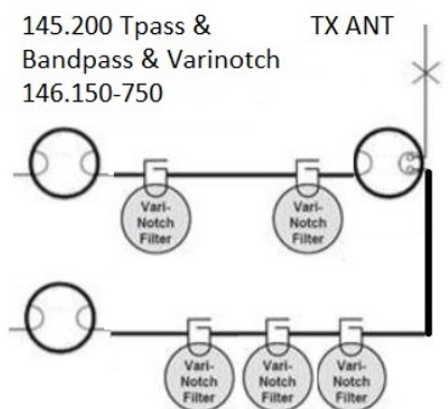 145.200 Tpass &
Bandpass & Varinotch
146.150-750
TX ANT
Vari-
Notch
Filter
Vari-
Notch
Filter
Vari-
Notch
Filter
Vari-
Notch
Filter
Vari-
Notch
Filter